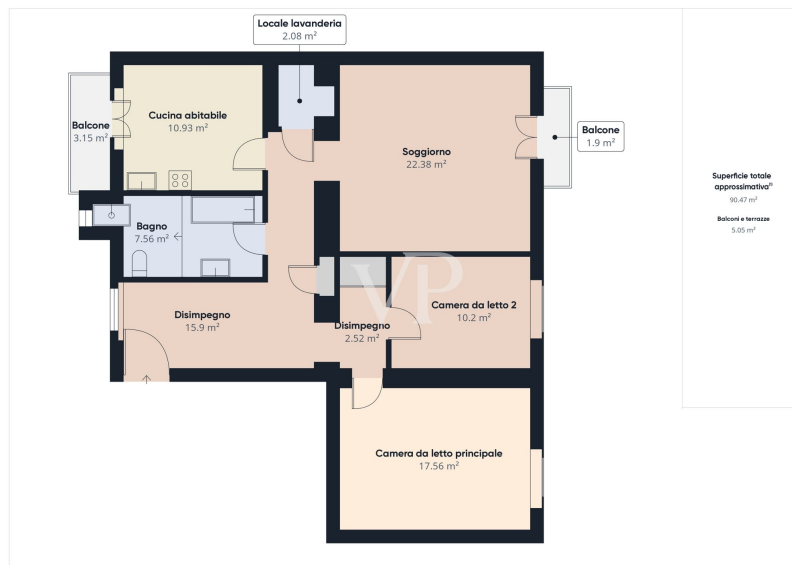 Locale lavanderia
2.08 m²
Balcone
3.15 m²
Cucina abitabile
10.93 m²
Soggiorno
22.38 m²
Balcone
1.9 m²
Superficie totale
approssimativa⁽¹⁾
90.47 m²
Balconi e terrazze
5.05 m²
Bagno
7.56 m²
Disimpegno
15.9 m²
Disimpegno
2.52 m²
Camera da letto 2
10.2 m²
VP
Camera da letto principale
17.56 m²